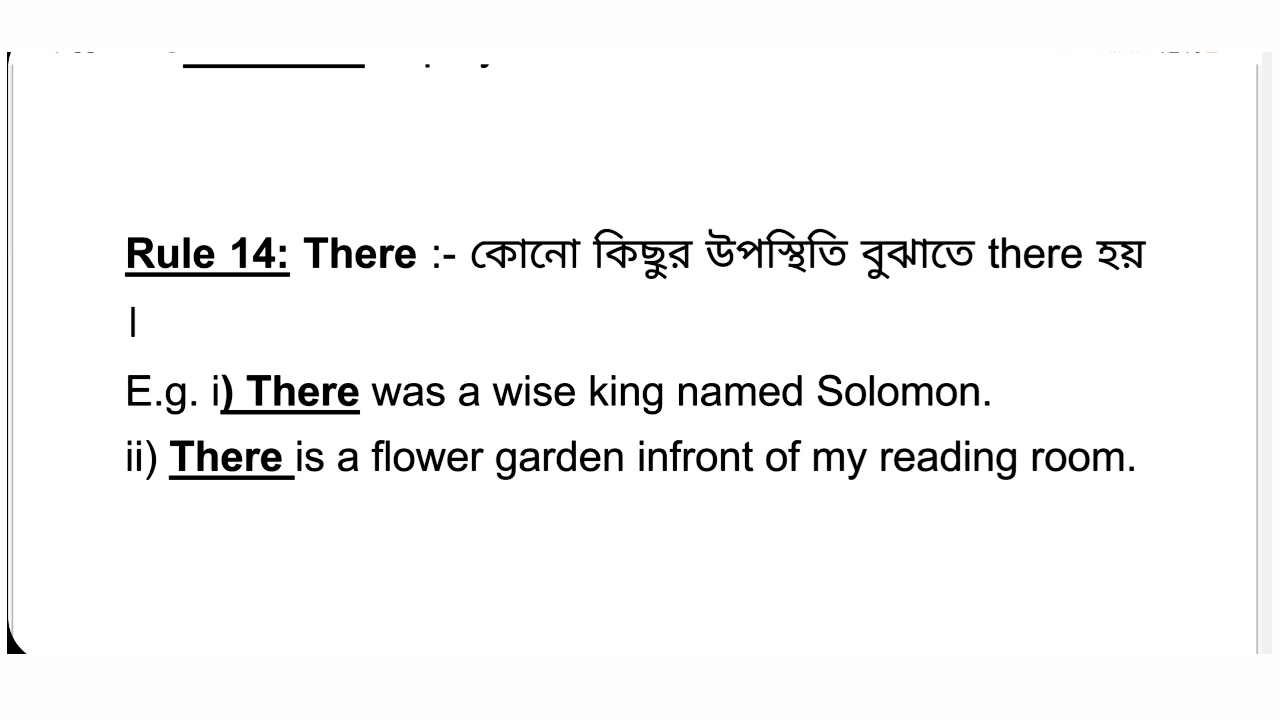 Rule 14: There :- কোনো কিছুর উপস্থিতি বুঝাতে there হয়
।
E.g. i) There was a wise king named Solomon.
ii) There is a flower garden infront of my reading room.